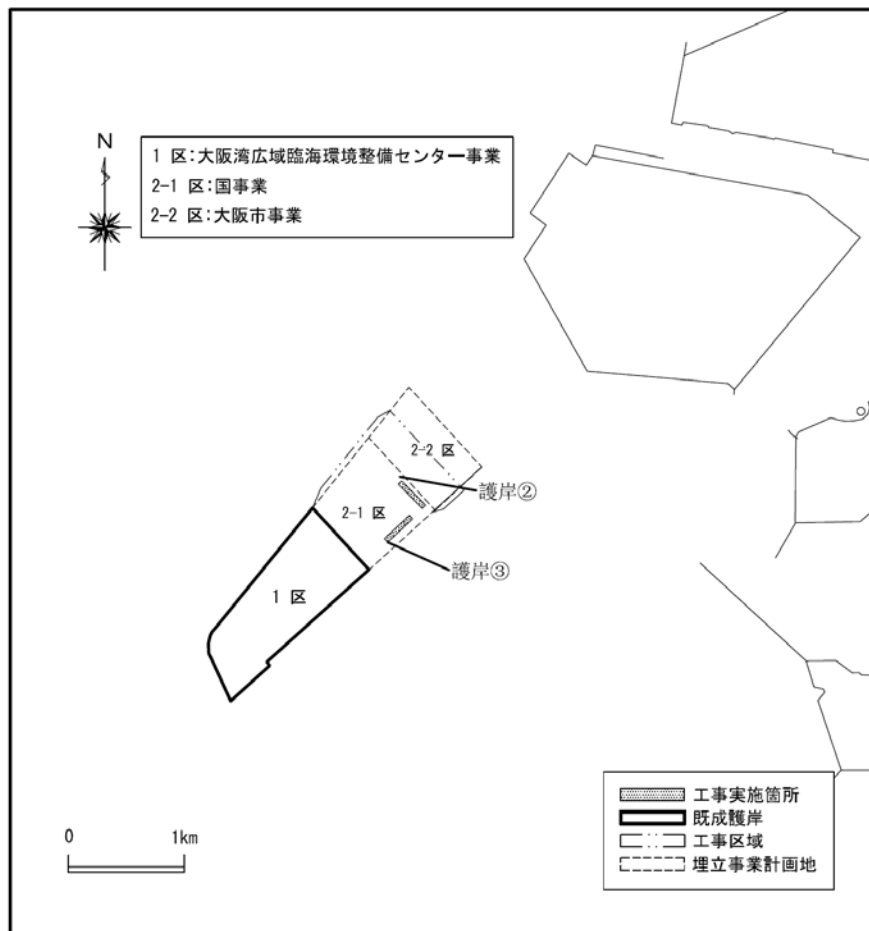 N
1 区:大阪湾広域臨海環境整備センター事業
2-1 区:国事業
2-2 区:大阪市事業
2-2 区
護岸②
2-1 区
護岸③
1 区
工事実施箇所
既成護岸
工事区域
埋立事業計画地
0 1km